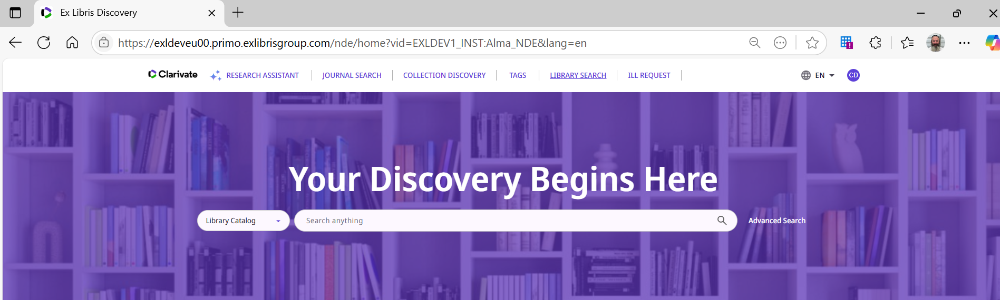 Ex Libris Discovery
https://exldeveu00.primo.exlibrisgroup.com/nde/home?vid=EXLDEV1_INST:Alma_NDE&lang=en
Clarivate RESEARCH ASSISTANT JOURNAL SEARCH COLLECTION DISCOVERY TAGS LIBRARY SEARCH ILL REQUEST EN CD
Your Discovery Begins Here
Library Catalog Search anything Advanced Search